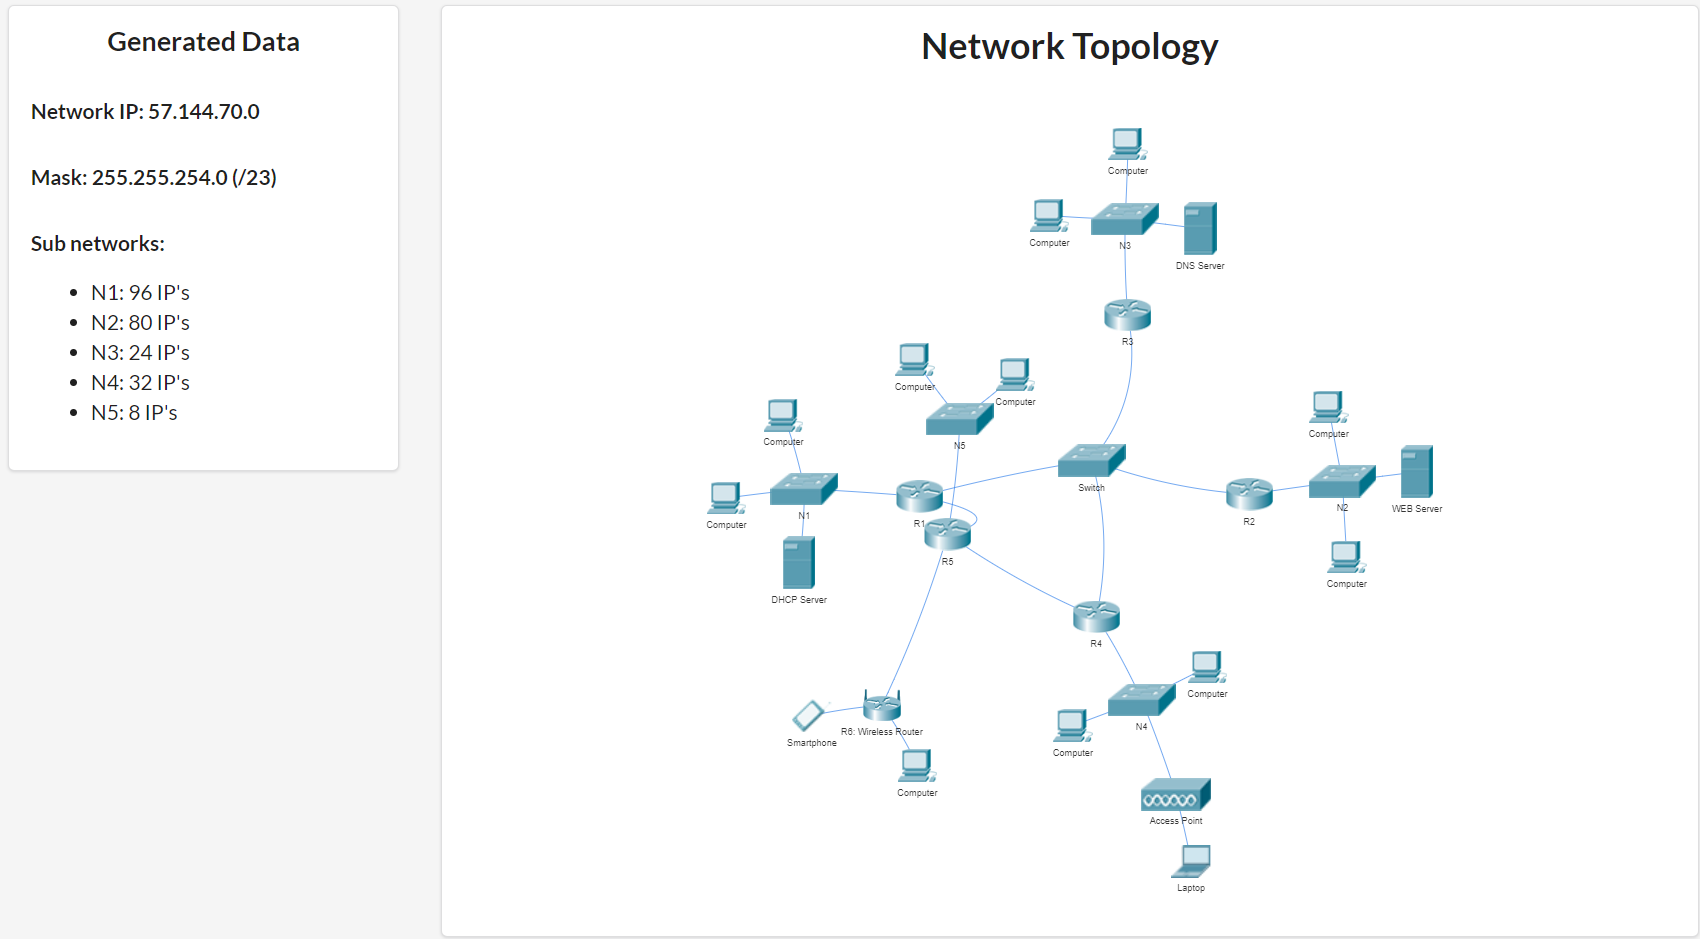 Generated Data
Network IP: 57.144.70.0
Mask: 255.255.254.0 (/23)
Sub networks:
N1: 96 IP's
N2: 80 IP's
N3: 24 IP's
N4: 32 IP's
N5: 8 IP's
Network Topology
Computer
Computer
N3
DNS Server
R3
Computer
Computer
N5
Computer
Computer
N1
DHCP Server
R1
R5
Switch
R2
Computer
N2
WEB Server
Computer
R4
Computer
N4
Computer
Smartphone
R6: Wireless Router
Computer
Access Point
Laptop